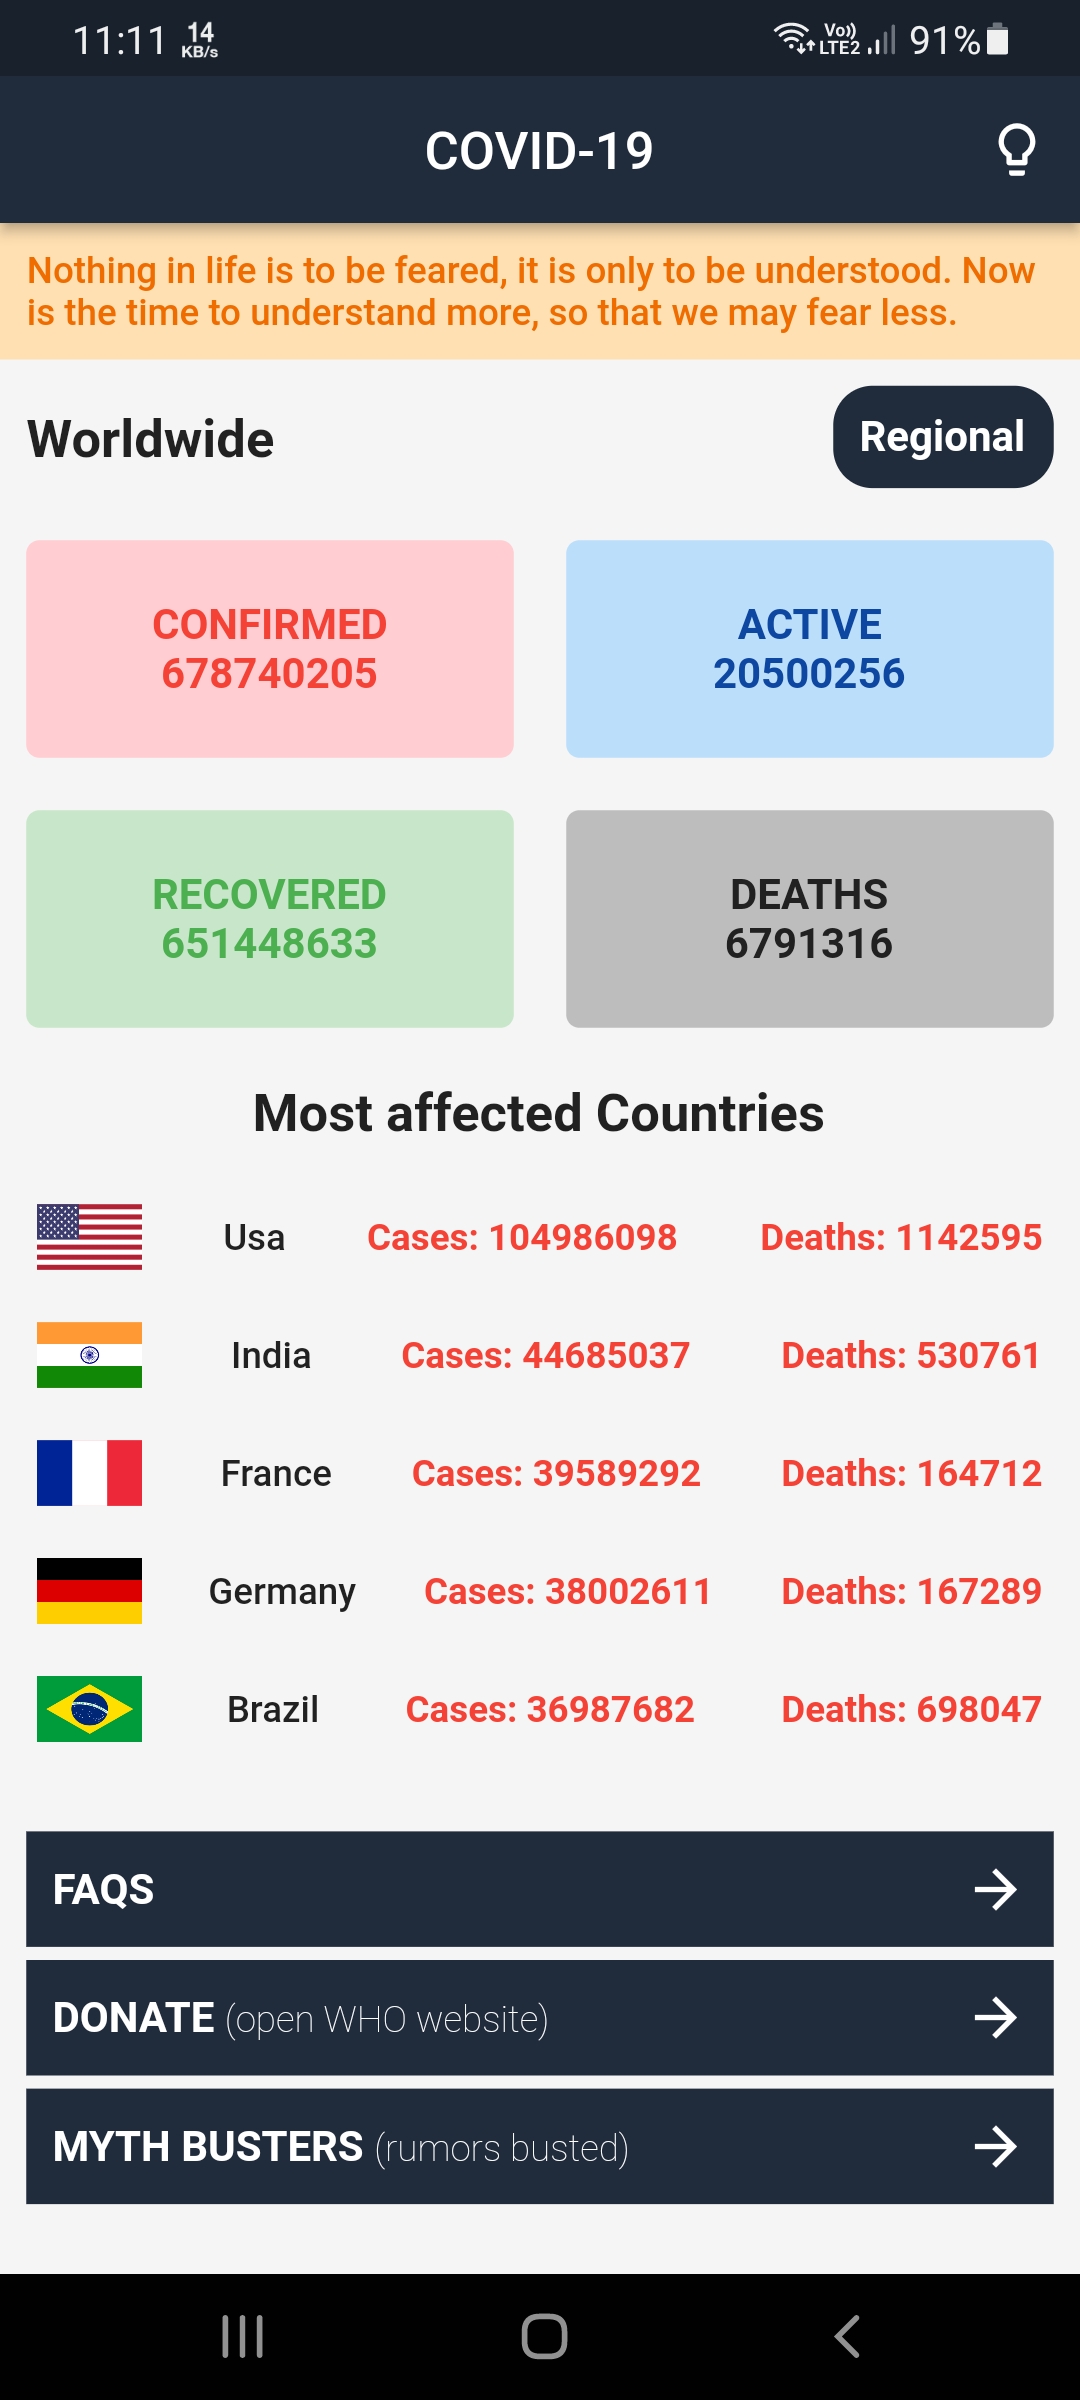 11:11 14 KB/s Vo)) LTE2 91%
COVID-19
Nothing in life is to be feared, it is only to be understood. Now
is the time to understand more, so that we may fear less.
Worldwide
Regional
CONFIRMED
678740205
ACTIVE
20500256
RECOVERED
651448633
DEATHS
6791316
Most affected Countries
Usa Cases: 104986098 Deaths: 1142595
India Cases: 44685037 Deaths: 530761
France Cases: 39589292 Deaths: 164712
Germany Cases: 38002611 Deaths: 167289
Brazil Cases: 36987682 Deaths: 698047
FAQS
DONATE (open WHO website)
MYTH BUSTERS (rumors busted)